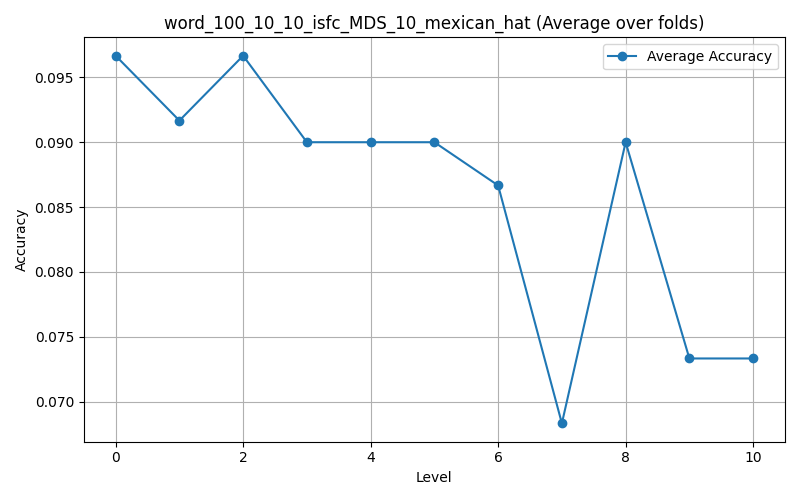 word_100_10_10_isfc_MDS_10_mexican_hat (Average over folds)
Average Accuracy
0.095
0.090
0.085
0.080
0.075
0.070
Accuracy
0 2 4 6 8 10
Level